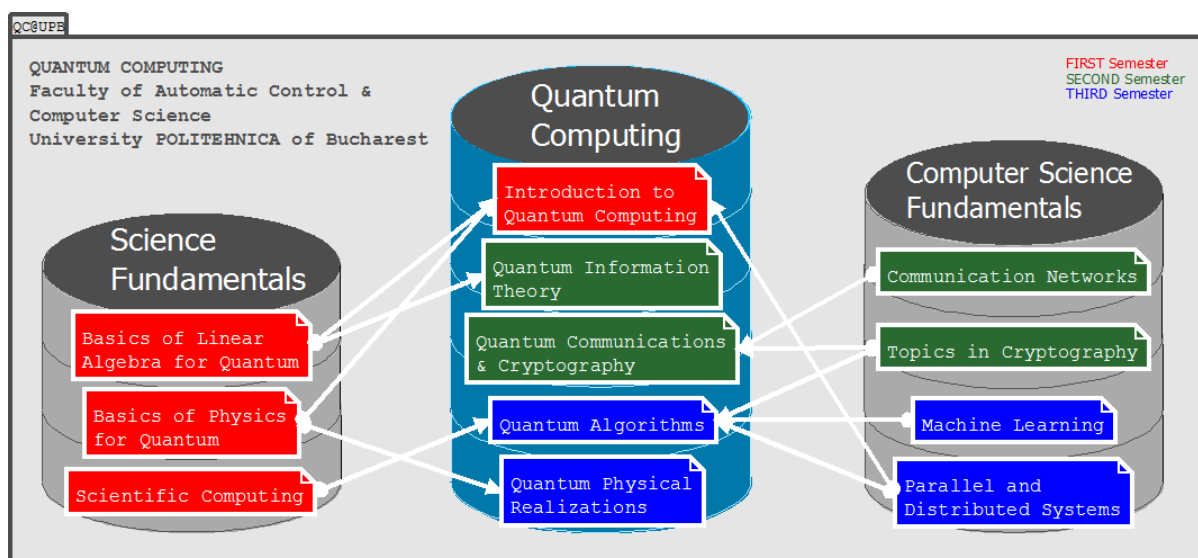 QC@UPB
QUANTUM COMPUTING
Faculty of Automatic Control &
Computer Science
University POLITEHNICA of Bucharest
FIRST Semester
SECOND Semester
THIRD Semester
Science
Fundamentals
Basics of Linear
Algebra for Quantum
Basics of Physics
for Quantum
Scientific Computing
Quantum
Computing
Introduction to
Quantum Computing
Quantum Information
Theory
Quantum Communications
& Cryptography
Quantum Algorithms
Quantum Physical
Realizations
Computer Science
Fundamentals
Communication Networks
Topics in Cryptography
Machine Learning
Parallel and
Distributed Systems